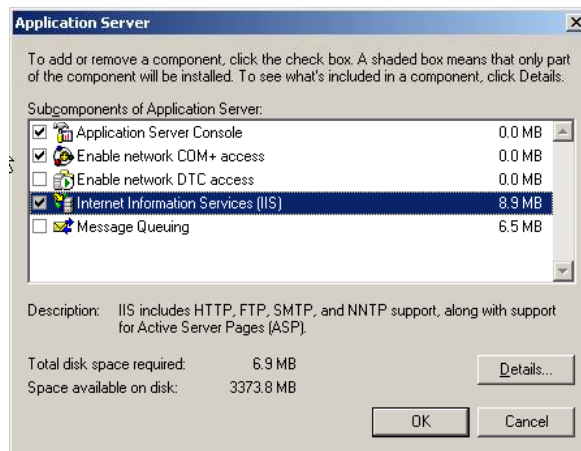 Application Server
To add or remove a component, click the check box. A shaded box means that only part
of the component will be installed. To see what's included in a component, click Details.
Subcomponents of Application Server:
Application Server Console 0.0 MB
Enable network COM+ access 0.0 MB
Enable network DTC access 0.0 MB
Internet Information Services (IIS) 8.9 MB
Message Queuing 6.5 MB
Description: IIS includes HTTP, FTP, SMTP, and NNTP support, along with support
for Active Server Pages (ASP).
Total disk space required: 6.9 MB
Space available on disk: 3373.8 MB
Details...
OK Cancel